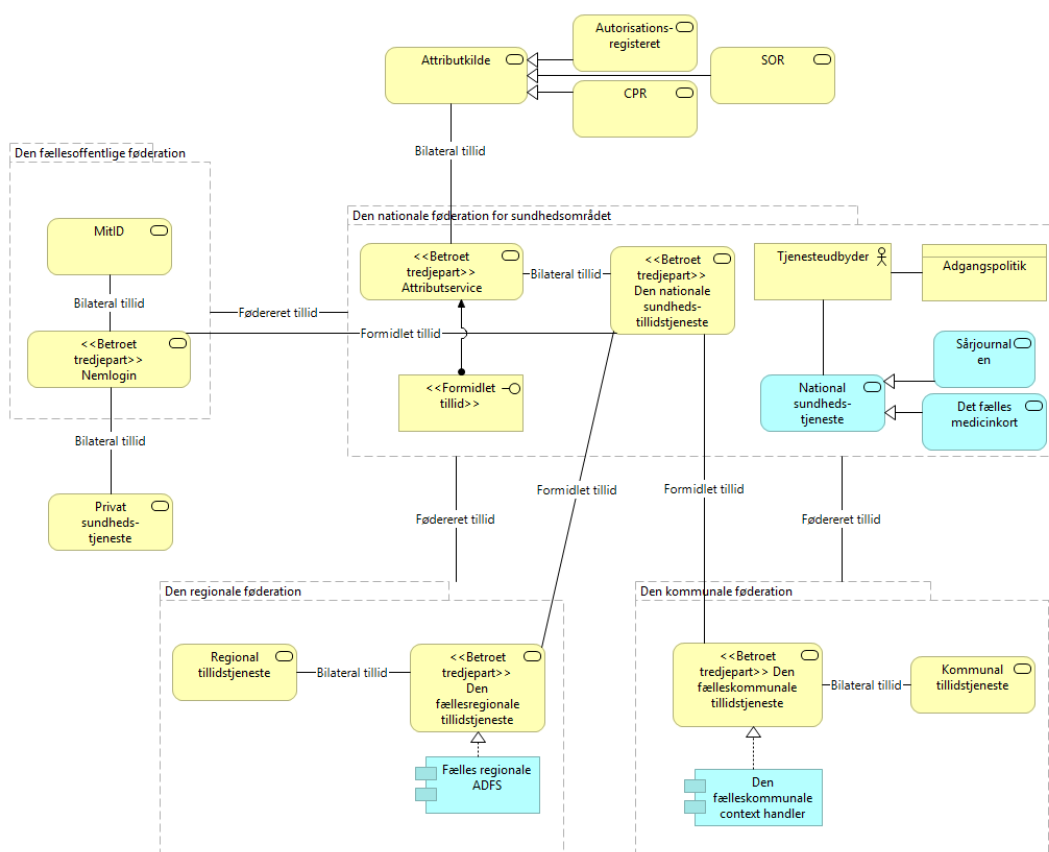 Autorisations-
registeret
Attributkilde
SOR
CPR
Bilateral tillid
Den fællesoffentlige føderation
Den nationale føderation for sundhedsområdet
MitID
<<Betroet
tredjepart>>
Attributservice
Bilateral tillid
<<Betroet
tredjepart>>
Den nationale
sundheds-
tillidstjeneste
Tjenesteudbyder
Adgangspolitik
Bilateral tillid
Fødereret tillid
Formidlet tillid
<<Betroet
tredjepart>>
Nemlogin
Sårjournal
en
<<Formidlet
tillid>>
National
sundheds-
tjeneste
Det fælles
medicinkort
Bilateral tillid
Privat
sundheds-
tjeneste
Formidlet tillid
Formidlet tillid
Fødereret tillid
Fødereret tillid
Den regionale føderation
Den kommunale føderation
Regional
tillidstjeneste
Bilateral tillid
<<Betroet
tredjepart>>
Den
fællesregionale
tillidstjeneste
<<Betroet
tredjepart>> Den
fælleskommunale
tillidstjeneste
Bilateral tillid
Kommunal
tillidstjeneste
Fælles regionale
ADFS
Den
fælleskommunale
context handler